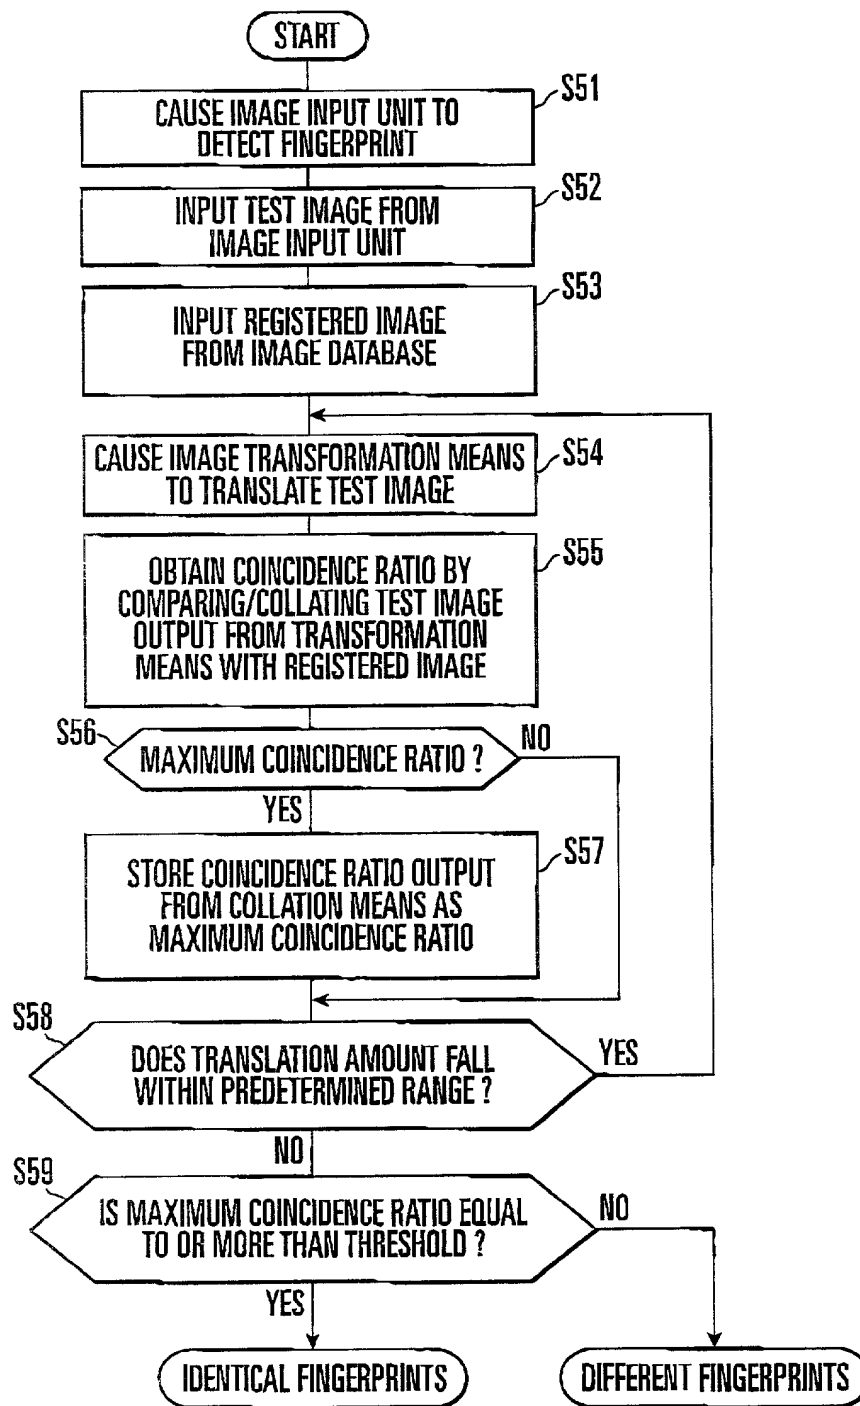 START
S51
CAUSE IMAGE INPUT UNIT TO
DETECT FINGERPRINT
S52
INPUT TEST IMAGE FROM
IMAGE INPUT UNIT
S53
INPUT REGISTERED IMAGE
FROM IMAGE DATABASE
S54
CAUSE IMAGE TRANSFORMATION MEANS
TO TRANSLATE TEST IMAGE
S55
OBTAIN COINCIDENCE RATIO BY
COMPARING/COLLATING TEST IMAGE
OUTPUT FROM TRANSFORMATION
MEANS WITH REGISTERED IMAGE
S56
MAXIMUM COINCIDENCE RATIO ?
NO
YES
S57
STORE COINCIDENCE RATIO OUTPUT
FROM COLLATION MEANS AS
MAXIMUM COINCIDENCE RATIO
S58
DOES TRANSLATION AMOUNT FALL
WITHIN PREDETERMINED RANGE ?
YES
NO
S59
IS MAXIMUM COINCIDENCE RATIO EQUAL
TO OR MORE THAN THRESHOLD ?
NO
YES
IDENTICAL FINGERPRINTS
DIFFERENT FINGERPRINTS